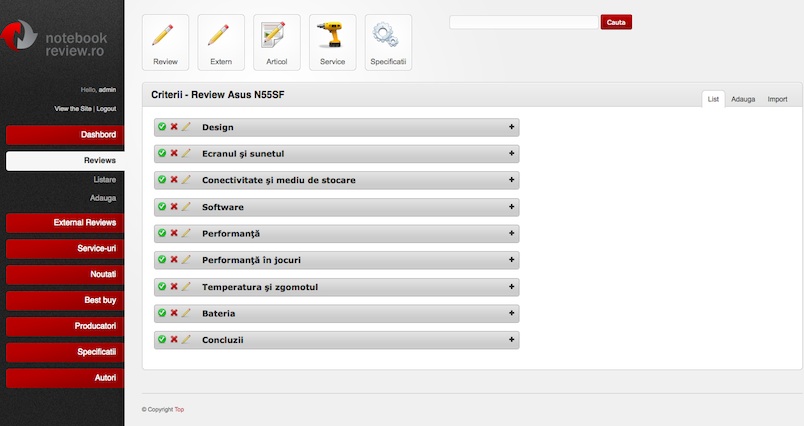 notebook
review.ro
Hello, admin
View the Site | Logout
Dashbord
Reviews
Listare
Adauga
External Reviews
Service-uri
Noutati
Best buy
Producatori
Specificatii
Autori
Review
Extern
Articol
Service
Specificatii
Cauta
Criterii - Review Asus N55SF
List
Adauga
Import
Design
Ecranul şi sunetul
Conectivitate şi mediu de stocare
Software
Performanţă
Performanţă în jocuri
Temperatura şi zgomotul
Bateria
Concluzii
© Copyright Top